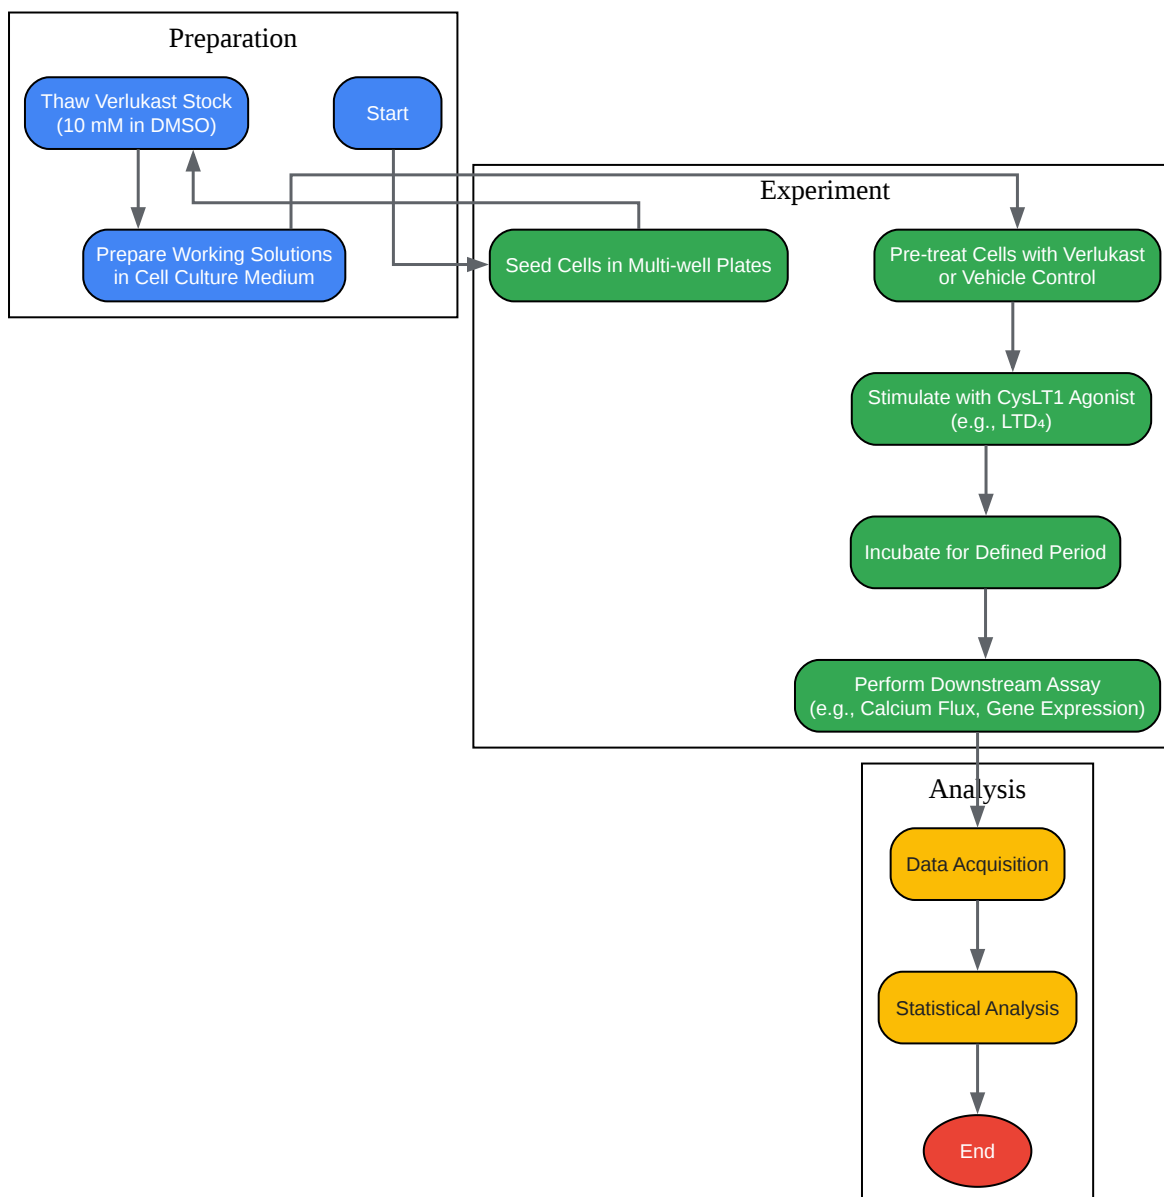 Preparation
Thaw Verlukast Stock
(10 mM in DMSO)
Start
Prepare Working Solutions
in Cell Culture Medium
Experiment
Seed Cells in Multi-well Plates
Pre-treat Cells with Verlukast
or Vehicle Control
Stimulate with CysLT1 Agonist
(e.g., LTD₄)
Incubate for Defined Period
Perform Downstream Assay
(e.g., Calcium Flux, Gene Expression)
Analysis
Data Acquisition
Statistical Analysis
End